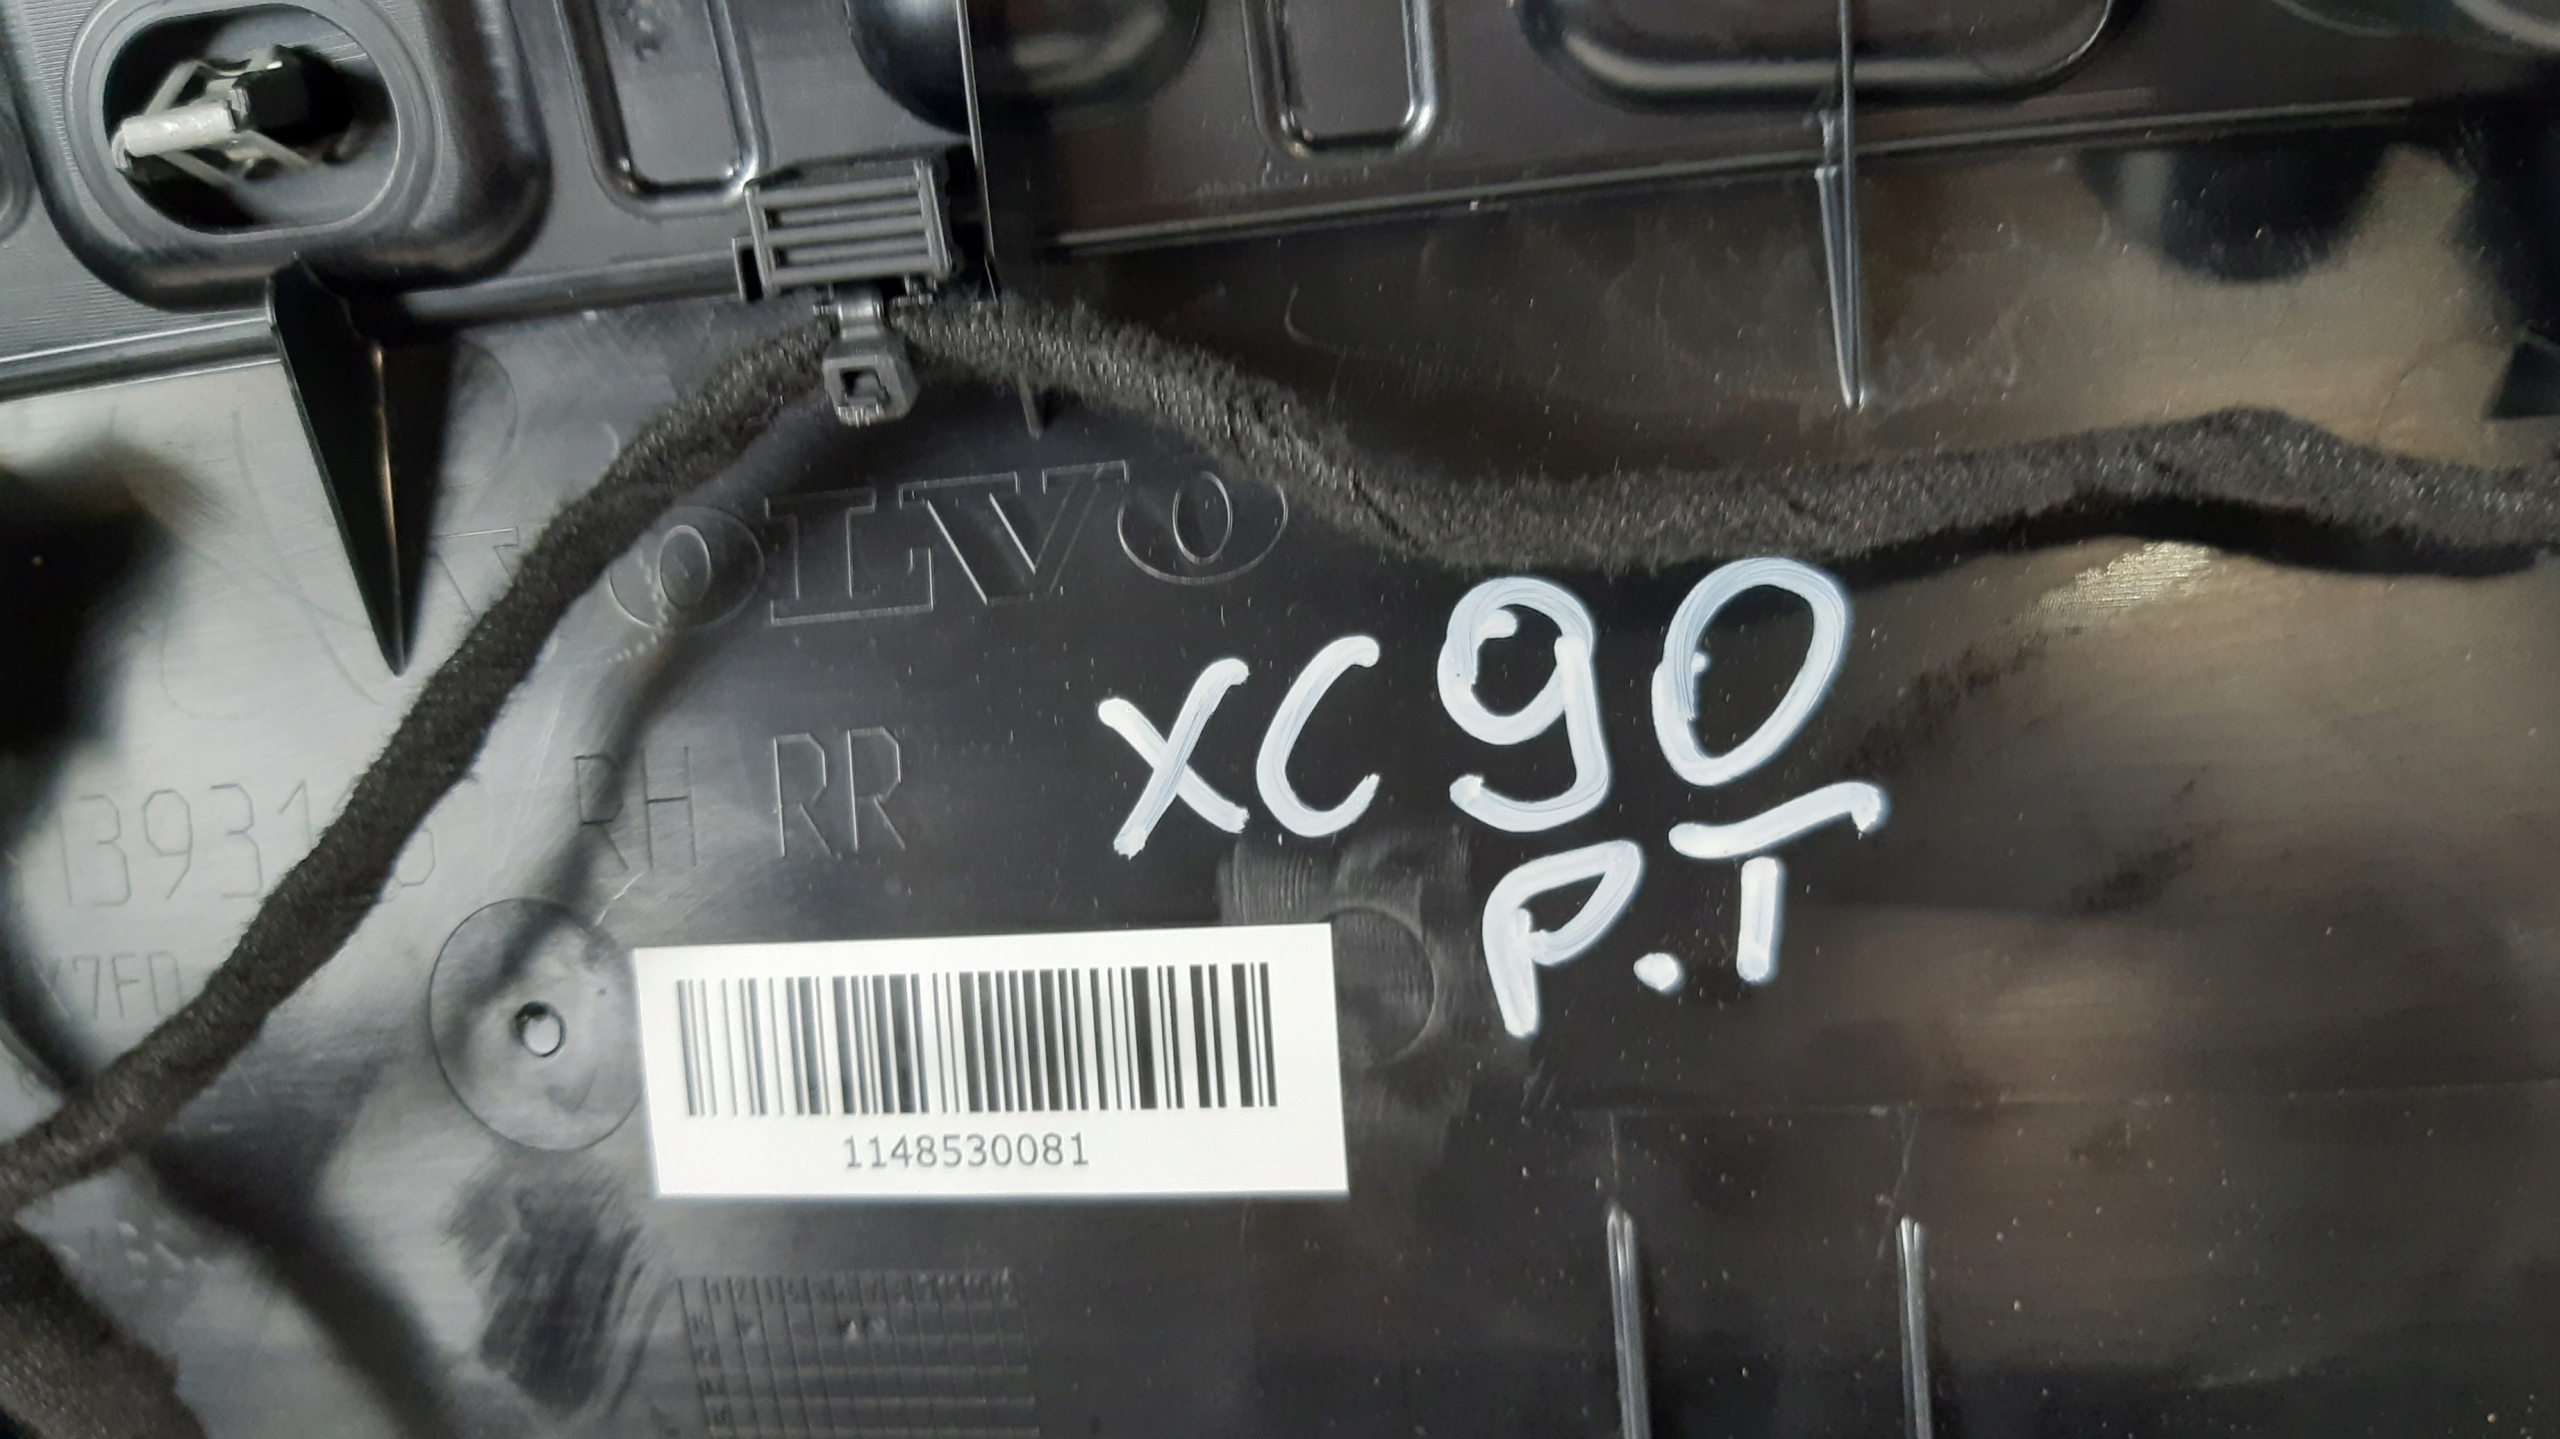 VOLVO
RH RR
XC90
P.T
1148530081